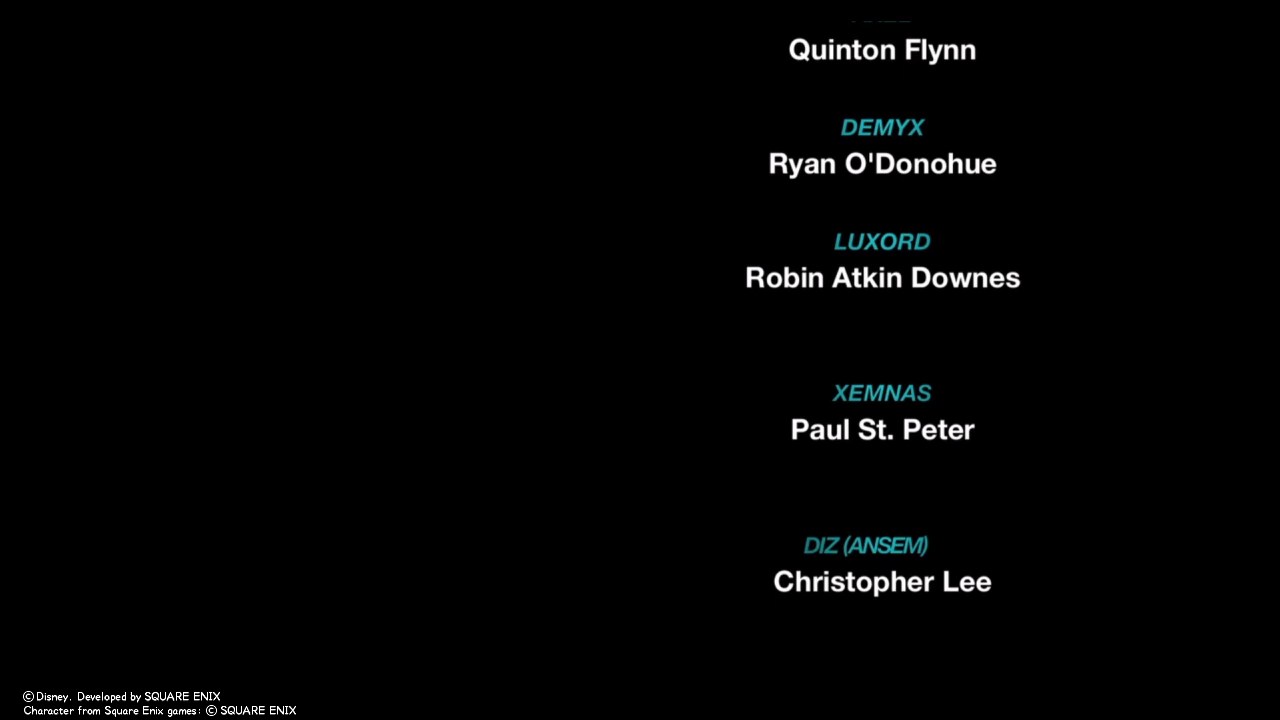 Quinton Flynn
DEMYX
Ryan O'Donohue
LUXORD
Robin Atkin Downes
XEMNAS
Paul St. Peter
DIZ (ANSEM)
Christopher Lee
© Disney. Developed by SQUARE ENIX
Character from Square Enix games: © SQUARE ENIX